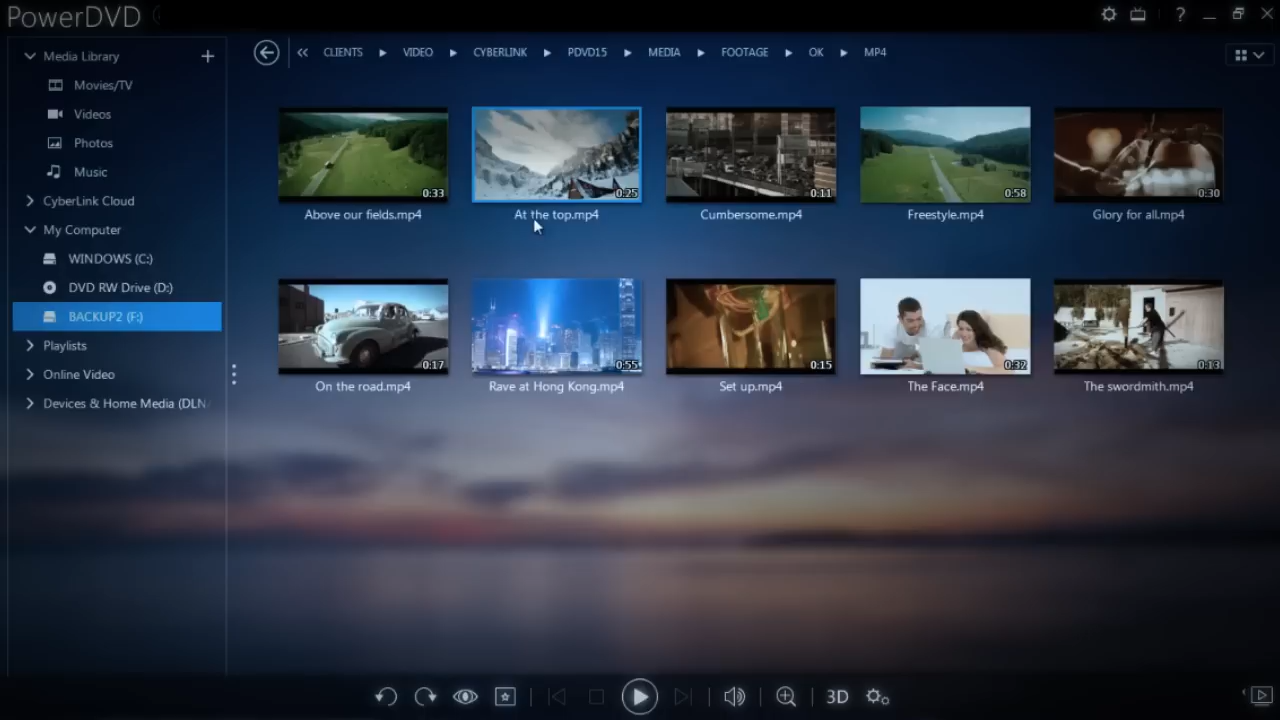 PowerDVD
Media Library
Movies/TV
Videos
Photos
Music
CyberLink Cloud
My Computer
WINDOWS (C:)
DVD RW Drive (D:)
BACKUP2 (F:)
Playlists
Online Video
Devices & Home Media (DLN
CLIENTS VIDEO CYBERLINK PDVD15 MEDIA FOOTAGE OK MP4
0:33 0:25 0:11 0:58 0:30
Above our fields.mp4 At the top.mp4 Cumbersome.mp4 Freestyle.mp4 Glory for all.mp4
0:17 0:55 0:15 0:32 0:13
On the road.mp4 Rave at Hong Kong.mp4 Set up.mp4 The Face.mp4 The swordmith.mp4
3D